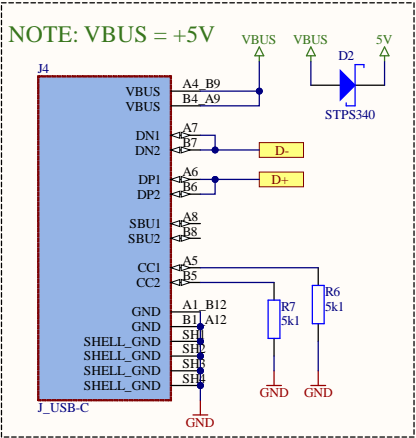 NOTE: VBUS = +5V
VBUS VBUS D2 5V
STPS340
J4
VBUS A4_B9
VBUS B4_A9
DN1 A7
DN2 B7 D-
DP1 A6 D+
DP2 B6
SBU1 A8
SBU2 B8
CC1 A5
CC2 B5
R7 5k1
R6 5k1
GND A1_B12
GND B1_A12
SHELL_GND SH1
SHELL_GND SH2
SHELL_GND SH3
SHELL_GND SH4
J_USB-C
GND GND GND